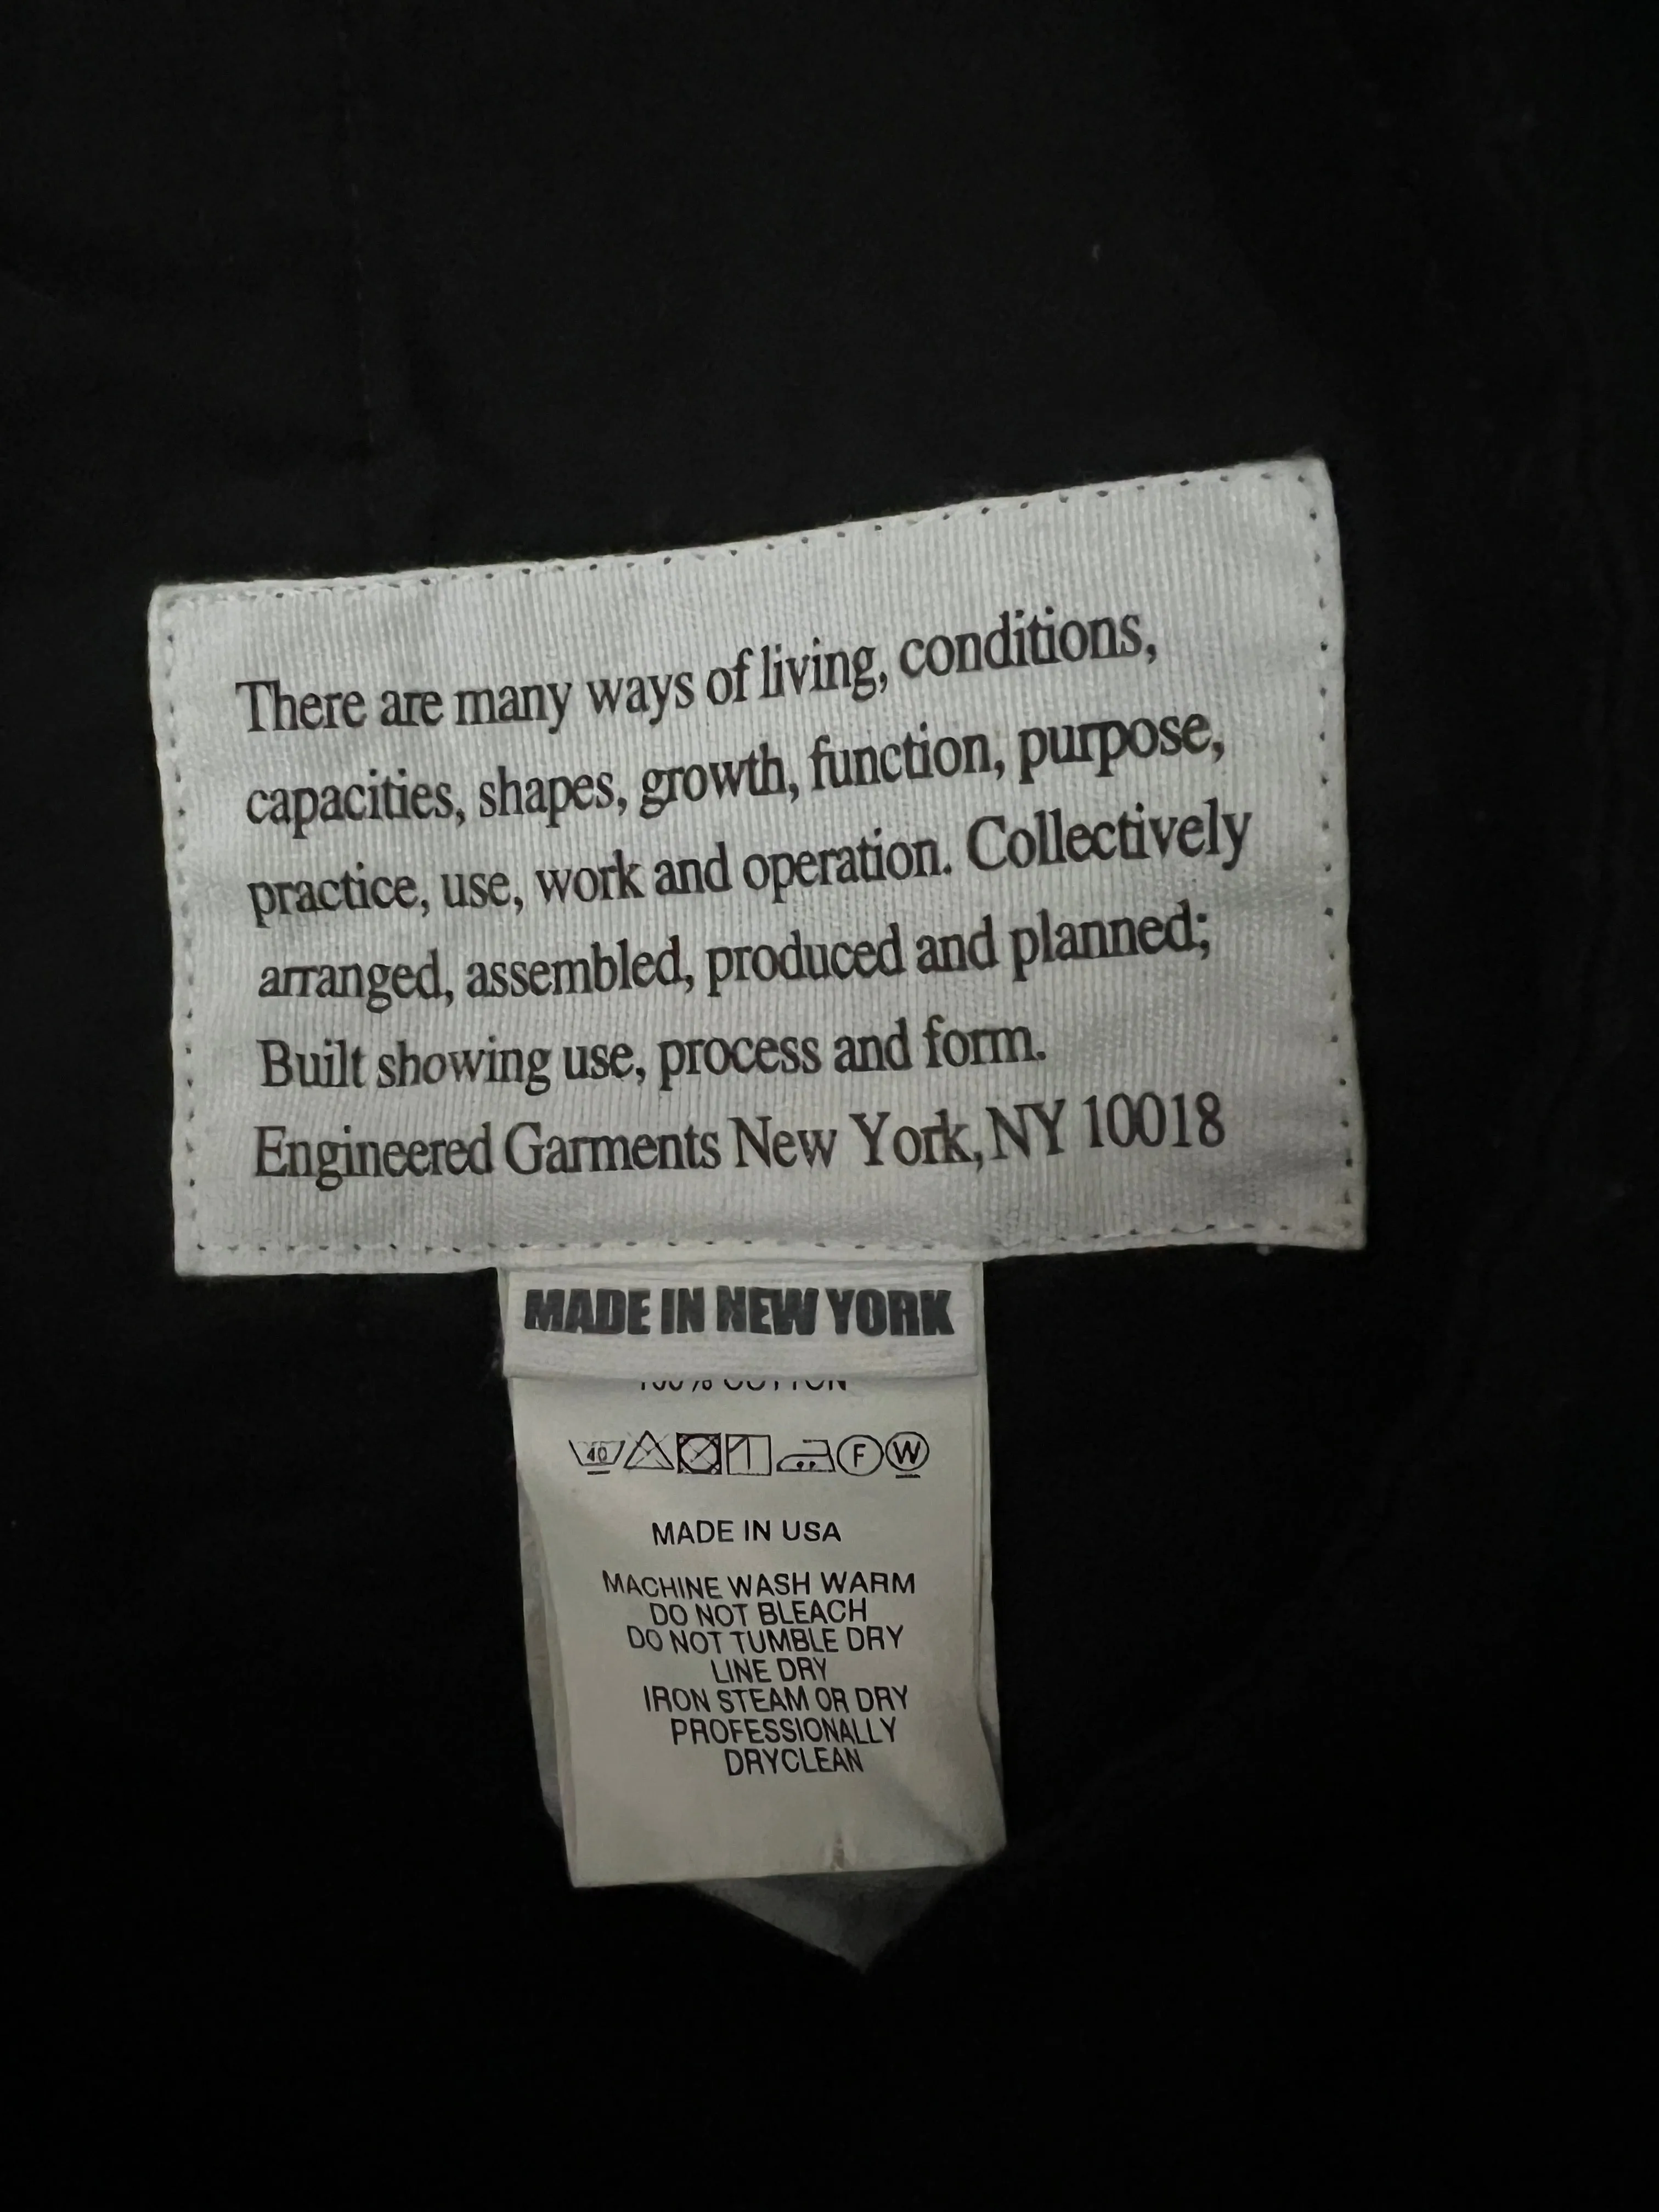 There are many ways of living, conditions,
capacities, shapes, growth, function, purpose,
practice, use, work and operation. Collectively
arranged, assembled, produced and planned;
Built showing use, process and form.
Engineered Garments New York, NY 10018
MADE IN NEW YORK
100% COTTON
40 F W
MADE IN USA
MACHINE WASH WARM
DO NOT BLEACH
DO NOT TUMBLE DRY
LINE DRY
IRON STEAM OR DRY
PROFESSIONALLY
DRYCLEAN